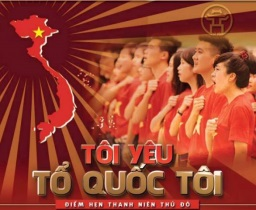 TÔI YÊU
TỔ QUỐC TÔI
ĐIỂM HẸN THANH NIÊN THỦ ĐÔ